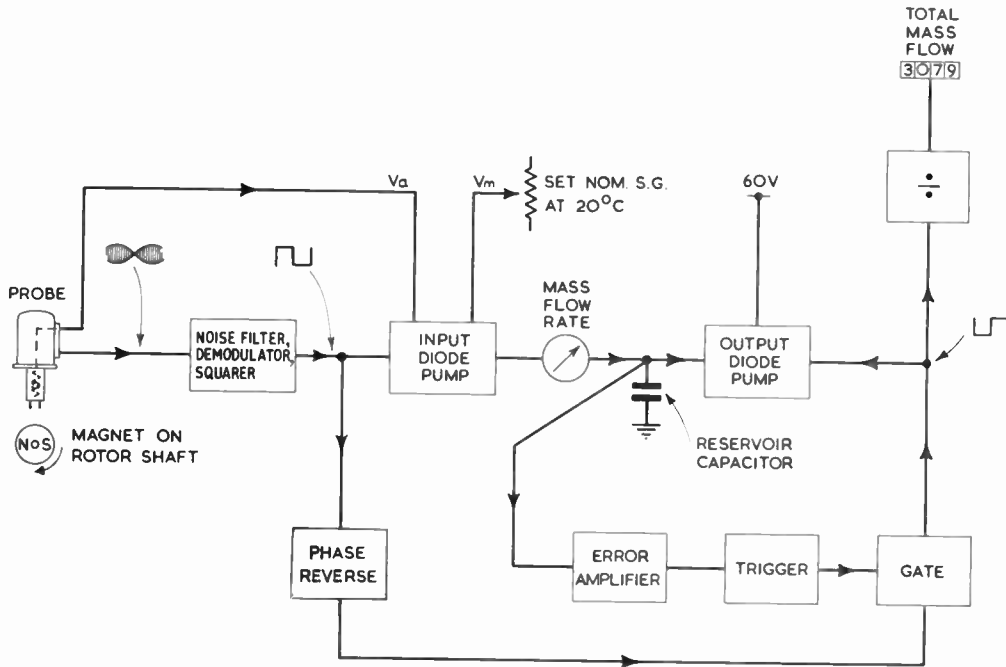 TOTAL
MASS
FLOW
3079
Va
Vm
SET NOM. S.G.
AT 20°C
60V
÷
PROBE
MASS
FLOW
RATE
NOISE FILTER,
DEMODULATOR,
SQUARER
INPUT
DIODE
PUMP
OUTPUT
DIODE
PUMP
NOS
MAGNET ON
ROTOR SHAFT
RESERVOIR
CAPACITOR
PHASE
REVERSE
ERROR
AMPLIFIER
TRIGGER
GATE